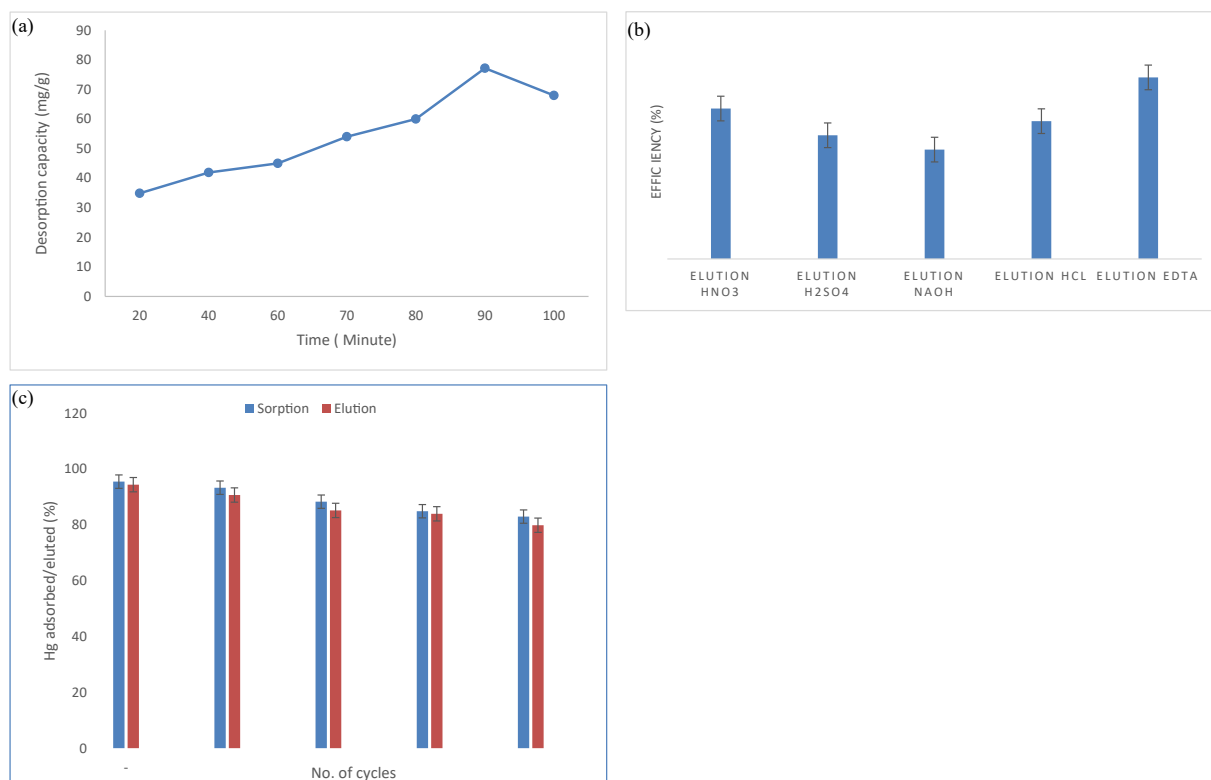 (a)
90
80
70
60
50
40
30
20
10
0
Desorption capacity (mg/g)
20 40 60 70 80 90 100
Time ( Minute)
(b)
EFFIC IENCY (%)
ELUTION HNO3
ELUTION H2SO4
ELUTION NAOH
ELUTION HCL
ELUTION EDTA
(c)
Sorption Elution
120
100
80
60
40
20
0
Hg adsorbed/eluted (%)
-
No. of cycles